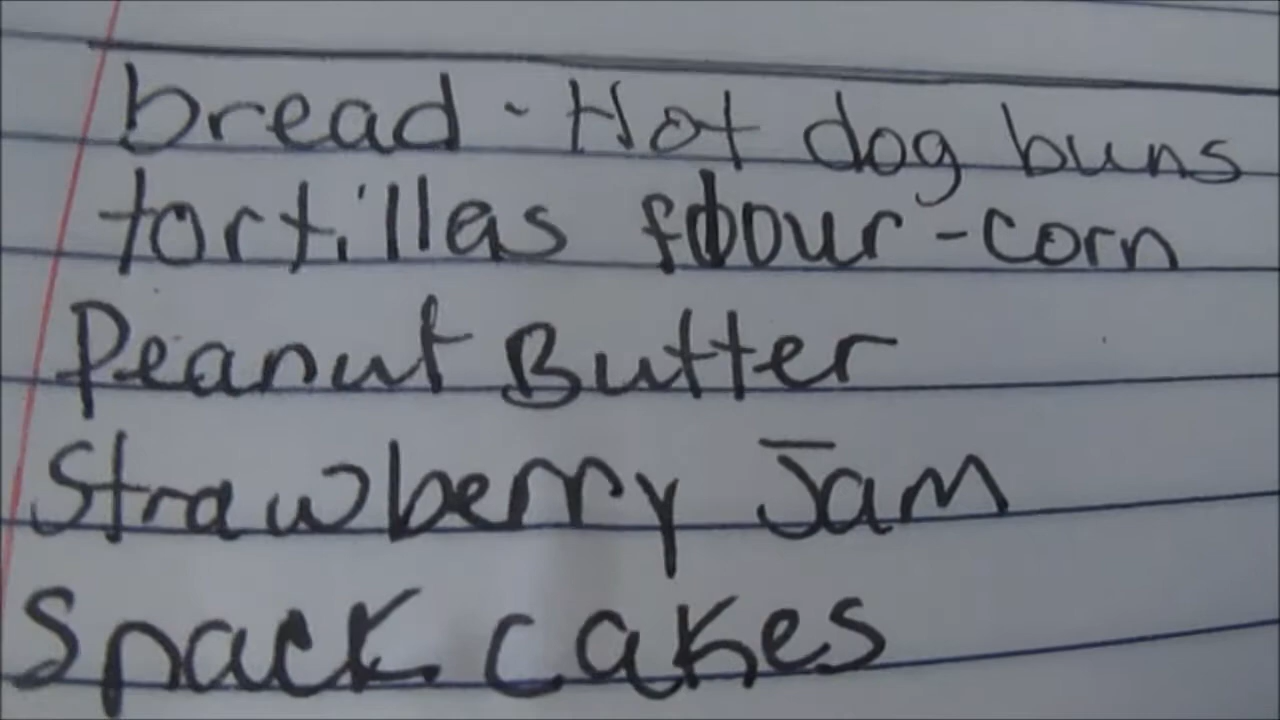 bread - Hot dog buns
tortillas flour - corn
Peanut Butter
Strawberry Jam
Snack cakes